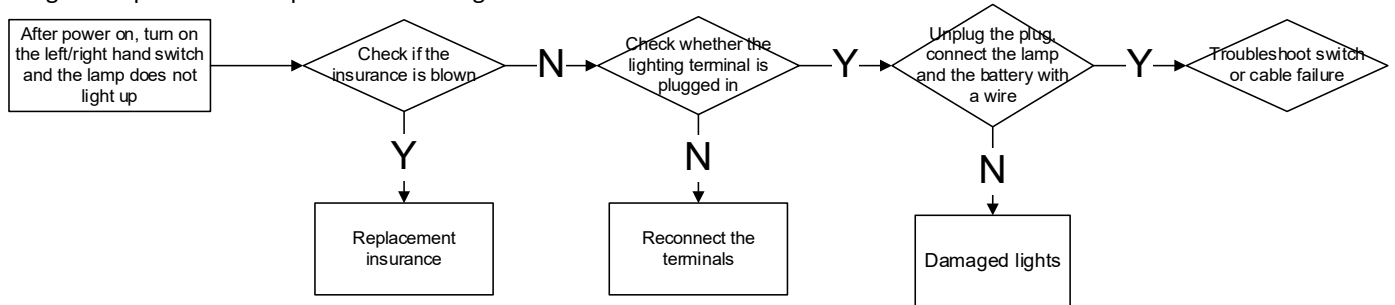 After power on, turn on
the left/right hand switch
and the lamp does not
light up
Check if the
insurance is blown
N
Check whether the
lighting terminal is
plugged in
Y
Unplug the plug,
connect the lamp
and the battery with
a wire
Y
Troubleshoot switch
or cable failure
Y
N
N
Replacement
insurance
Reconnect the
terminals
Damaged lights